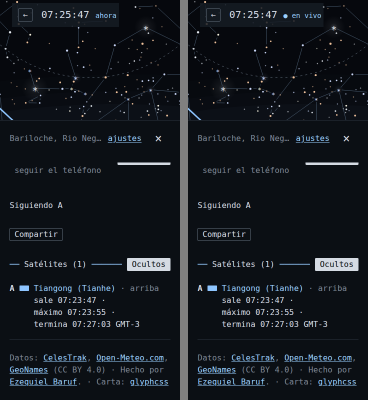 ← 07:25:47 ahora
Bariloche, Río Neg… ajustes ×
seguir el teléfono
Siguiendo A
Compartir
Satélites (1) Ocultos
A Tiangong (Tianhe) · arriba
sale 07:23:47 ·
máximo 07:23:55 ·
termina 07:27:03 GMT-3
Datos: CelesTrak, Open-Meteo.com,
GeoNames (CC BY 4.0) · Hecho por
Ezequiel Baruf. · Carta: glyphcss
← 07:25:47 ● en vivo
Bariloche, Río Neg… ajustes ×
seguir el teléfono
Siguiendo A
Compartir
Satélites (1) Ocultos
A Tiangong (Tianhe) · arriba
sale 07:23:47 ·
máximo 07:23:55 ·
termina 07:27:03 GMT-3
Datos: CelesTrak, Open-Meteo.com,
GeoNames (CC BY 4.0) · Hecho por
Ezequiel Baruf. · Carta: glyphcss